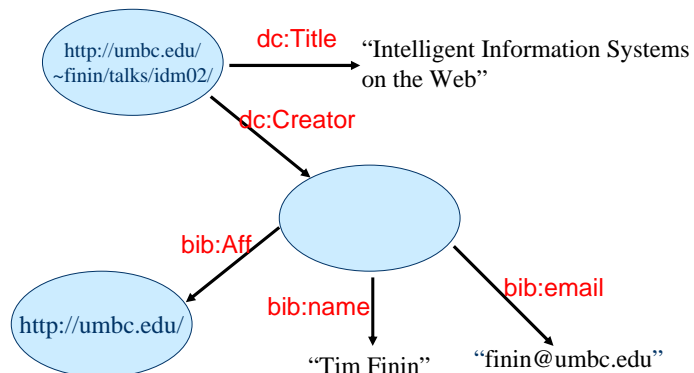 http://umbc.edu/
~finin/talks/idm02/
dc:Title
“Intelligent Information Systems
on the Web”
dc:Creator
bib:Aff
http://umbc.edu/
bib:name
“Tim Finin”
bib:email
“finin@umbc.edu”